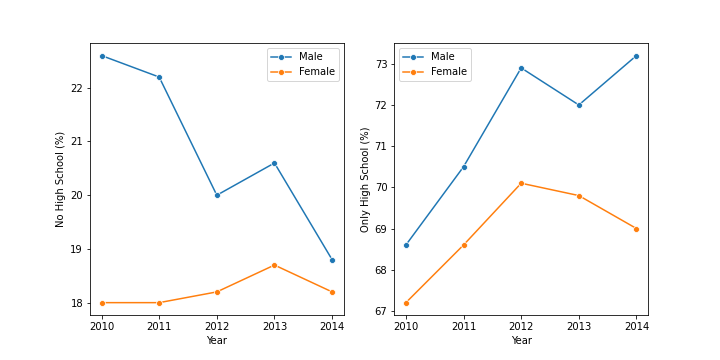 No High School (%)
22
21
20
19
18
Male
Female
2010 2011 2012 2013 2014
Year
Only High School (%)
73
72
71
70
69
68
67
Male
Female
2010 2011 2012 2013 2014
Year